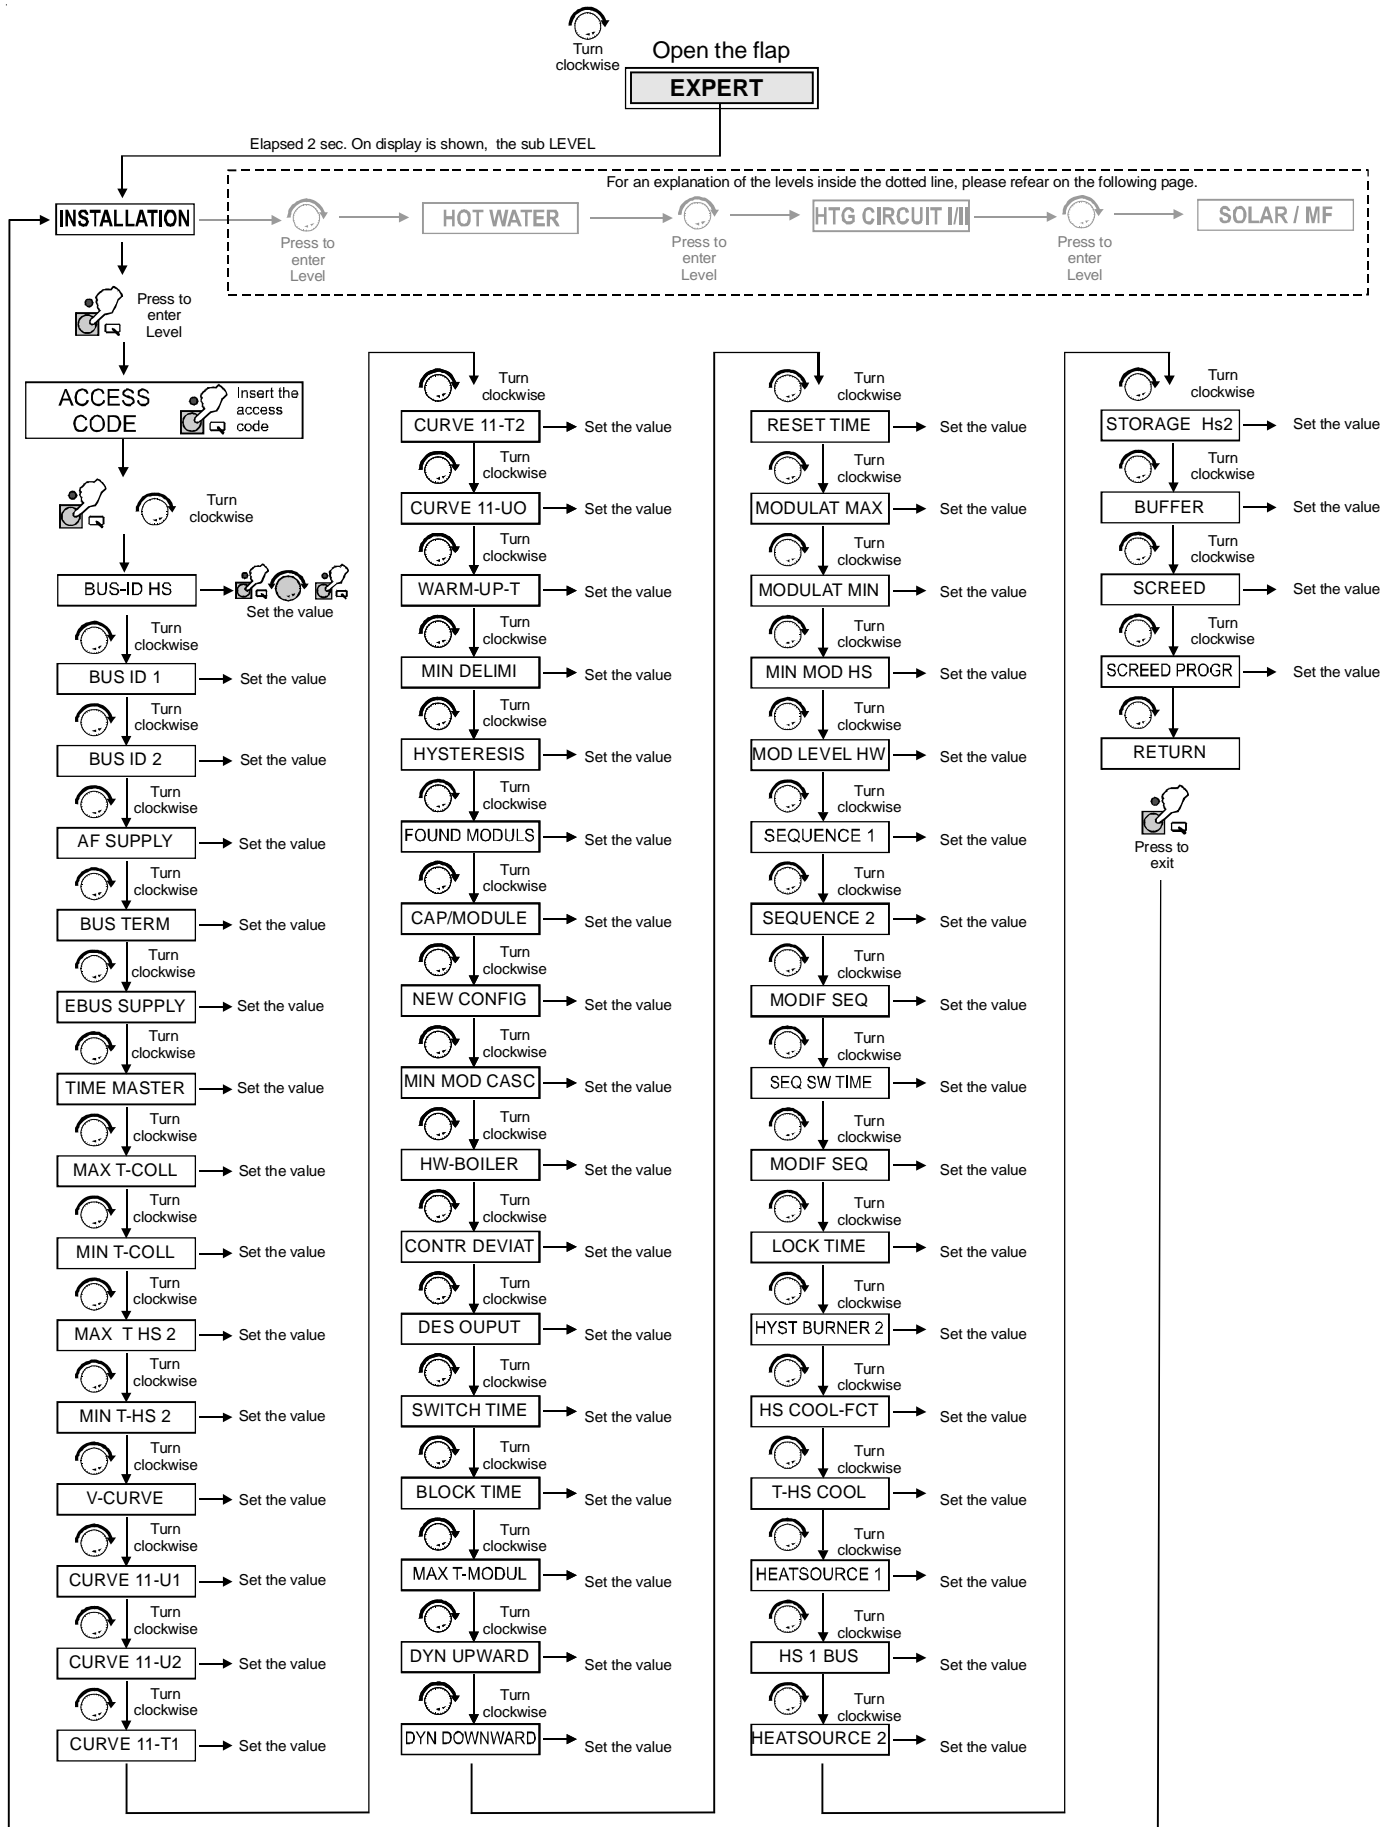 Turn
clockwise
Open the flap
EXPERT
Elapsed 2 sec. On display is shown, the sub LEVEL
For an explanation of the levels inside the dotted line, please refear on the following page.
INSTALLATION
Press to
enter
Level
HOT WATER
Press to
enter
Level
HTG CIRCUIT I/II
Press to
enter
Level
SOLAR / MF
Press to
enter
Level
ACCESS
CODE
Insert the
access
code
Turn
clockwise
BUS-ID HS
Set the value
Turn
clockwise
BUS ID 1
Set the value
Turn
clockwise
BUS ID 2
Set the value
Turn
clockwise
AF SUPPLY
Set the value
Turn
clockwise
BUS TERM
Set the value
Turn
clockwise
EBUS SUPPLY
Set the value
Turn
clockwise
TIME MASTER
Set the value
Turn
clockwise
MAX T-COLL
Set the value
Turn
clockwise
MIN T-COLL
Set the value
Turn
clockwise
MAX T HS 2
Set the value
Turn
clockwise
MIN T-HS 2
Set the value
Turn
clockwise
V-CURVE
Set the value
Turn
clockwise
CURVE 11-U1
Set the value
Turn
clockwise
CURVE 11-U2
Set the value
Turn
clockwise
CURVE 11-T1
Set the value
Turn
clockwise
CURVE 11-T2
Set the value
Turn
clockwise
CURVE 11-UO
Set the value
Turn
clockwise
WARM-UP-T
Set the value
Turn
clockwise
MIN DELIMI
Set the value
Turn
clockwise
HYSTERESIS
Set the value
Turn
clockwise
FOUND MODULS
Set the value
Turn
clockwise
CAP/MODULE
Set the value
Turn
clockwise
NEW CONFIG
Set the value
Turn
clockwise
MIN MOD CASC
Set the value
Turn
clockwise
HW-BOILER
Set the value
Turn
clockwise
CONTR DEVIAT
Set the value
Turn
clockwise
DES OUPUT
Set the value
Turn
clockwise
SWITCH TIME
Set the value
Turn
clockwise
BLOCK TIME
Set the value
Turn
clockwise
MAX T-MODUL
Set the value
Turn
clockwise
DYN UPWARD
Set the value
Turn
clockwise
DYN DOWNWARD
Set the value
Turn
clockwise
RESET TIME
Set the value
Turn
clockwise
MODULAT MAX
Set the value
Turn
clockwise
MODULAT MIN
Set the value
Turn
clockwise
MIN MOD HS
Set the value
Turn
clockwise
MOD LEVEL HW
Set the value
Turn
clockwise
SEQUENCE 1
Set the value
Turn
clockwise
SEQUENCE 2
Set the value
Turn
clockwise
MODIF SEQ
Set the value
Turn
clockwise
SEQ SW TIME
Set the value
Turn
clockwise
MODIF SEQ
Set the value
Turn
clockwise
LOCK TIME
Set the value
Turn
clockwise
HYST BURNER 2
Set the value
Turn
clockwise
HS COOL-FCT
Set the value
Turn
clockwise
T-HS COOL
Set the value
Turn
clockwise
HEATSOURCE 1
Set the value
Turn
clockwise
HS 1 BUS
Set the value
Turn
clockwise
HEATSOURCE 2
Set the value
Turn
clockwise
STORAGE Hs2
Set the value
Turn
clockwise
BUFFER
Set the value
Turn
clockwise
SCREED
Set the value
Turn
clockwise
SCREED PROGR
Set the value
Turn
clockwise
RETURN
Press to
exit